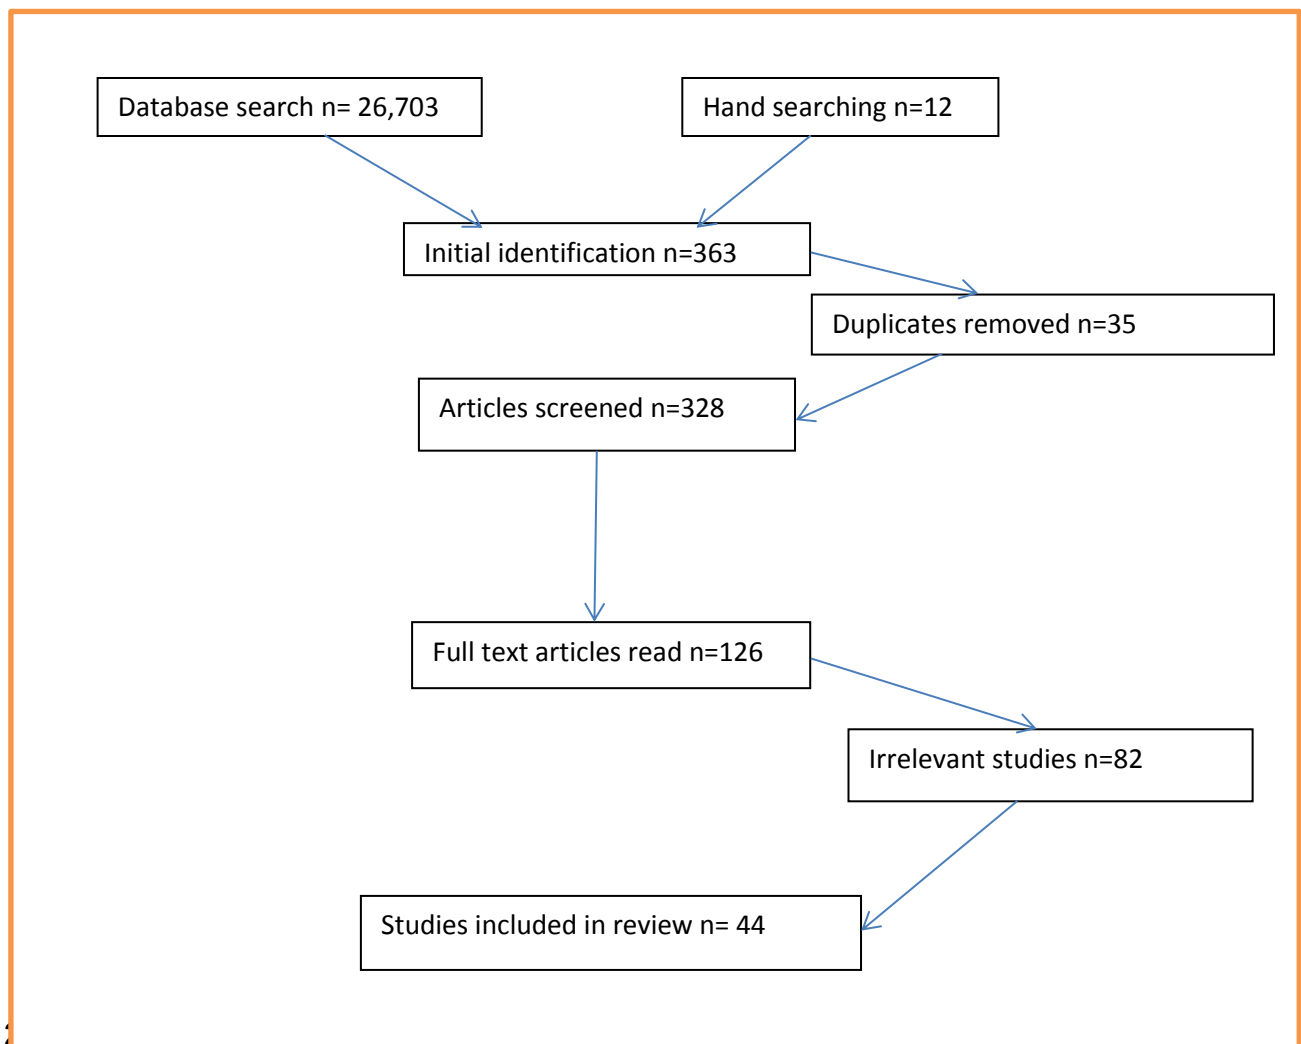 Database search n= 26,703
Hand searching n=12
Initial identification n=363
Duplicates removed n=35
Articles screened n=328
Full text articles read n=126
Irrelevant studies n=82
Studies included in review n= 44